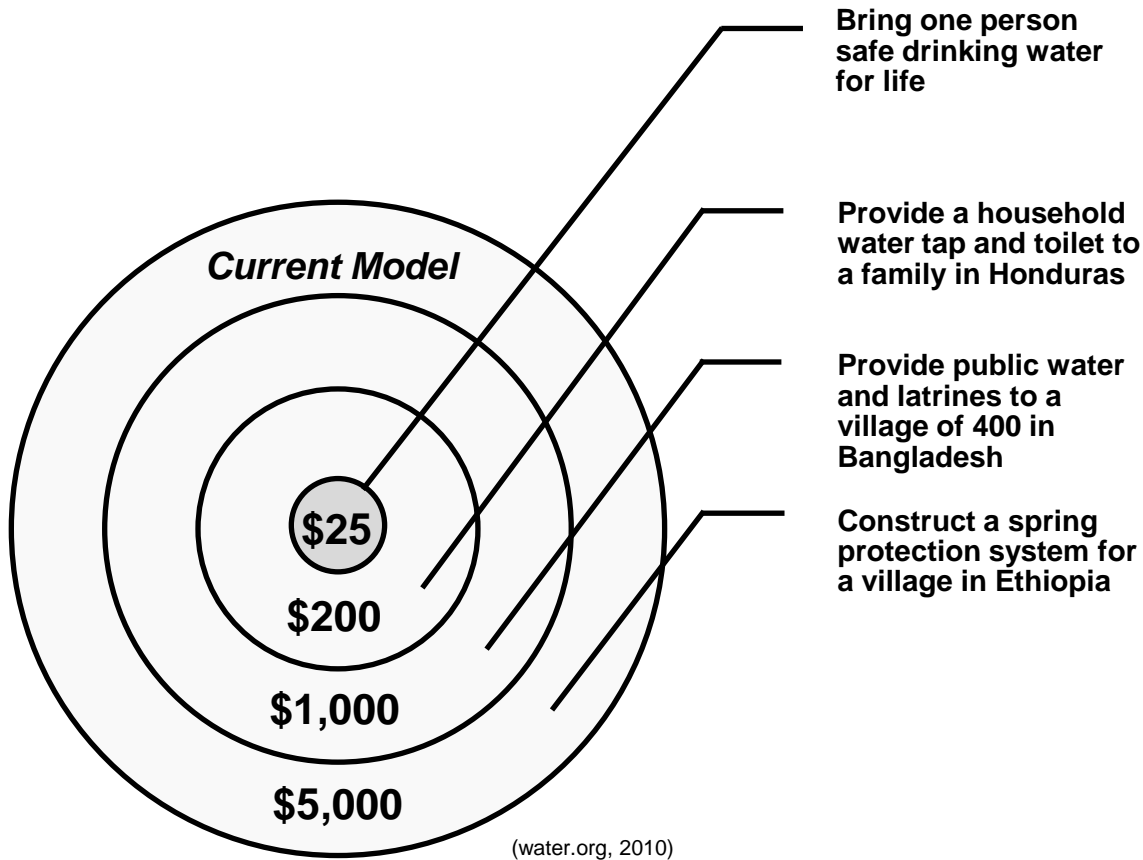 Bring one person
safe drinking water
for life
Provide a household
water tap and toilet to
a family in Honduras
Current Model
Provide public water
and latrines to a
village of 400 in
Bangladesh
Construct a spring
protection system for
a village in Ethiopia
$25
$200
$1,000
$5,000
(water.org, 2010)